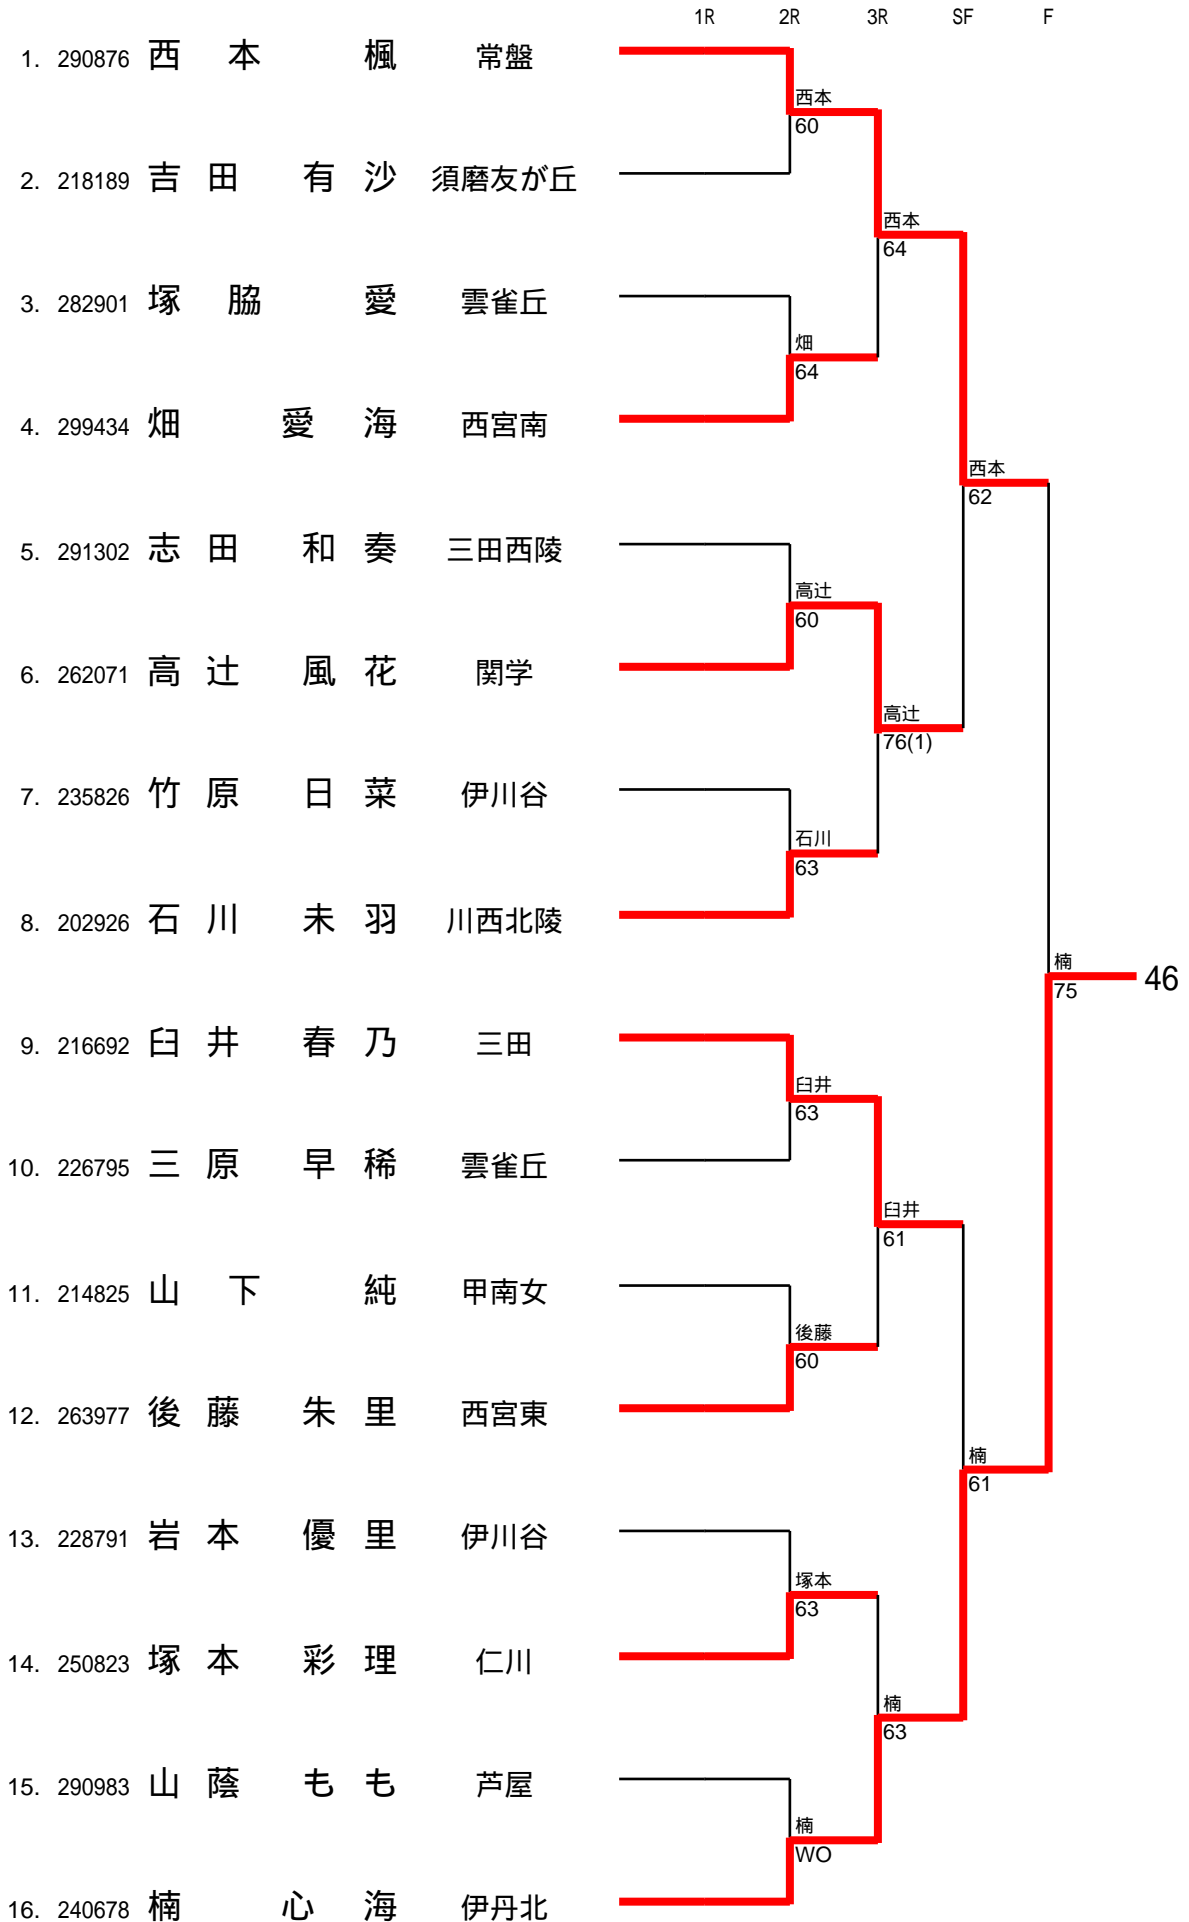 1R 2R 3R SF F
1. 290876 西本 楓 常盤
西本
60
2. 218189 吉田 有沙 須磨友が丘
西本
64
3. 282901 塚脇 愛 雲雀丘
畑
64
4. 299434 畑 愛海 西宮南
西本
62
5. 291302 志田 和奏 三田西陵
高辻
60
6. 262071 高辻 風花 関学
高辻
76(1)
7. 235826 竹原 日菜 伊川谷
石川
63
8. 202926 石川 未羽 川西北陵
楠
75
46
9. 216692 臼井 春乃 三田
臼井
63
10. 226795 三原 早稀 雲雀丘
臼井
61
11. 214825 山下 純 甲南女
後藤
60
12. 263977 後藤 朱里 西宮東
楠
61
13. 228791 岩本 優里 伊川谷
塚本
63
14. 250823 塚本 彩理 仁川
楠
63
15. 290983 山蔭 もも 芦屋
楠
WO
16. 240678 楠 心海 伊丹北